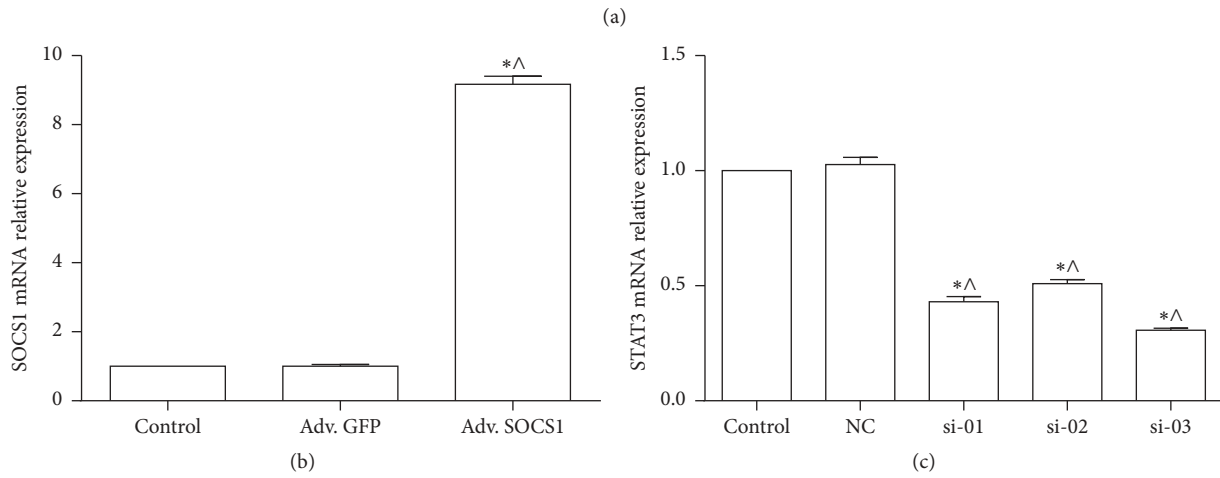 (a)
SOCS1 mRNA relative expression
10
8
6
4
2
0
*^
Control
Adv. GFP
Adv. SOCS1
(b)
STAT3 mRNA relative expression
1.5
1.0
0.5
0.0
*^
*^
*^
Control
NC
si-01
si-02
si-03
(c)